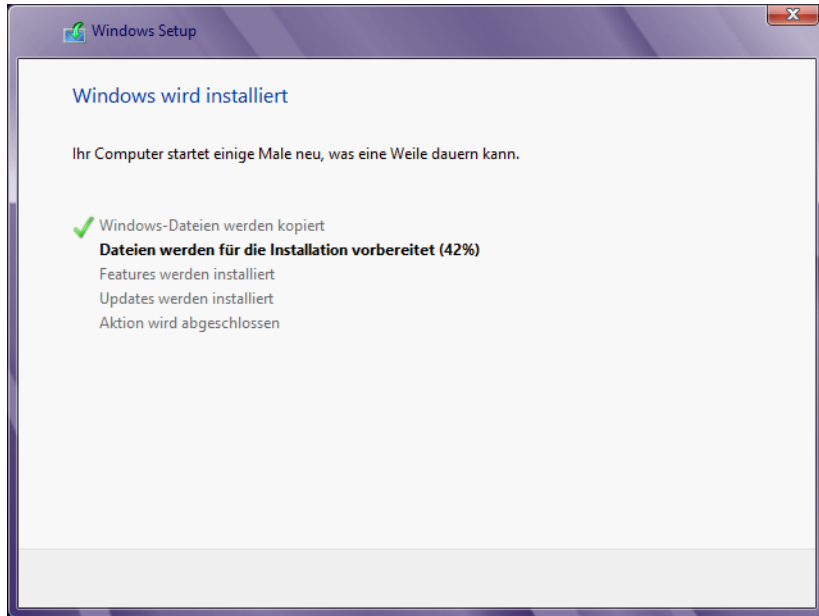 Windows Setup
Windows wird installiert
Ihr Computer startet einige Male neu, was eine Weile dauern kann.
Windows-Dateien werden kopiert
Dateien werden für die Installation vorbereitet (42%)
Features werden installiert
Updates werden installiert
Aktion wird abgeschlossen